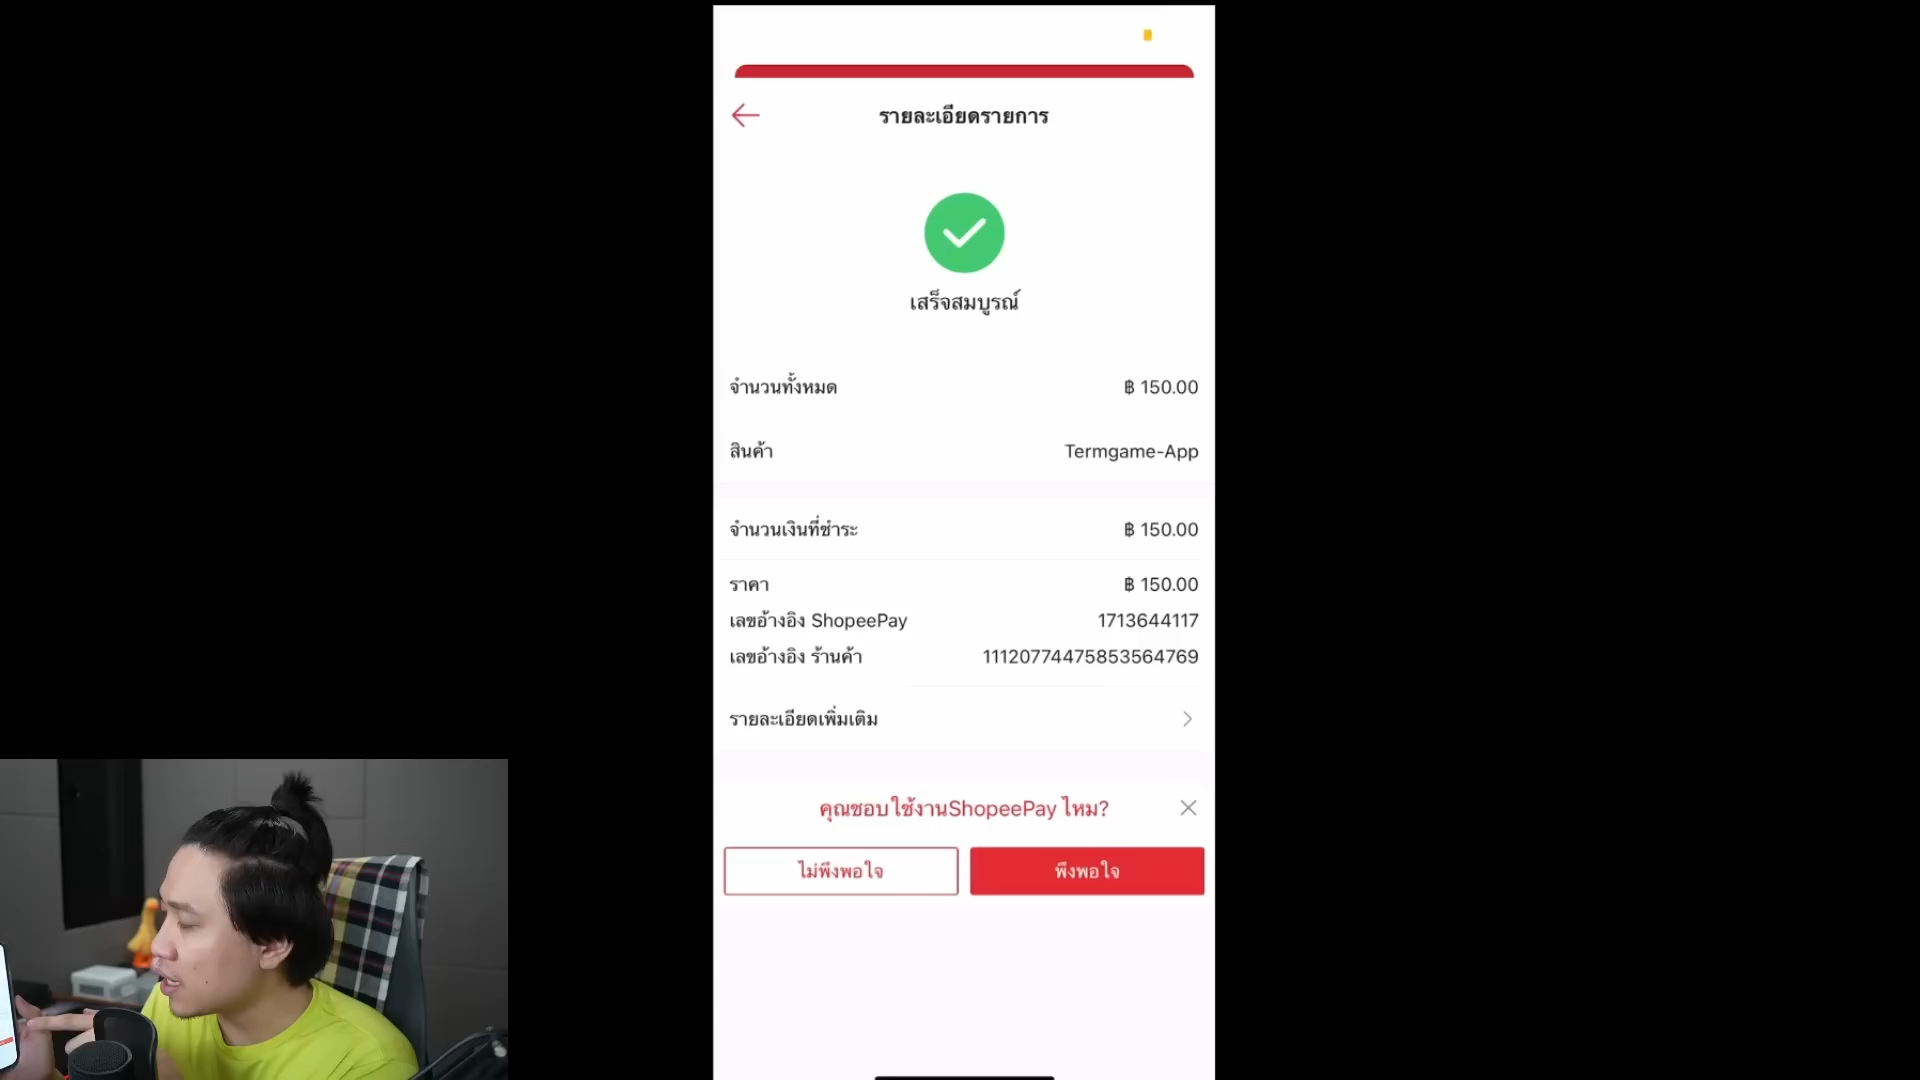 รายละเอียดรายการ
เสร็จสมบูรณ์
จำนวนทั้งหมด ฿ 150.00
สินค้า Termgame-App
จำนวนเงินที่ชำระ ฿ 150.00
ราคา ฿ 150.00
เลขอ้างอิง ShopeePay 1713644117
เลขอ้างอิง ร้านค้า 11120774475853564769
รายละเอียดเพิ่มเติม
คุณชอบใช้งานShopeePay ไหม?
ไม่พึงพอใจ พึงพอใจ